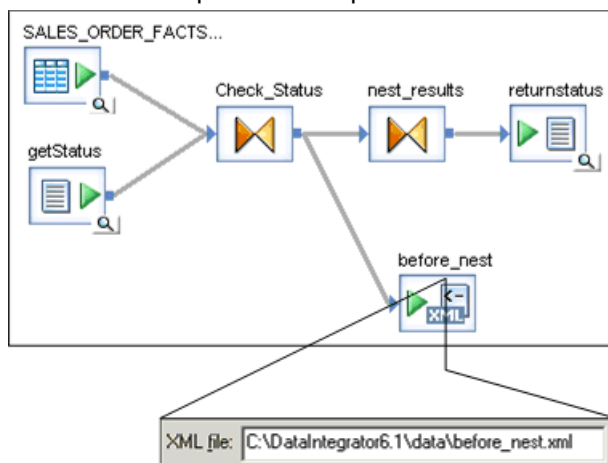 SALES_ORDER_FACTS...
Check_Status
nest_results
returnstatus
getStatus
before_nest
<-
XML
XML file: C:\DataIntegrator6.1\data\before_nest.xml